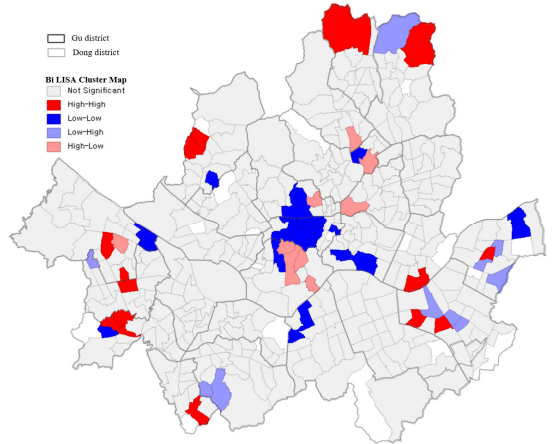 Gu district
Dong district
Bi LISA Cluster Map
Not Significant
High-High
Low-Low
Low-High
High-Low